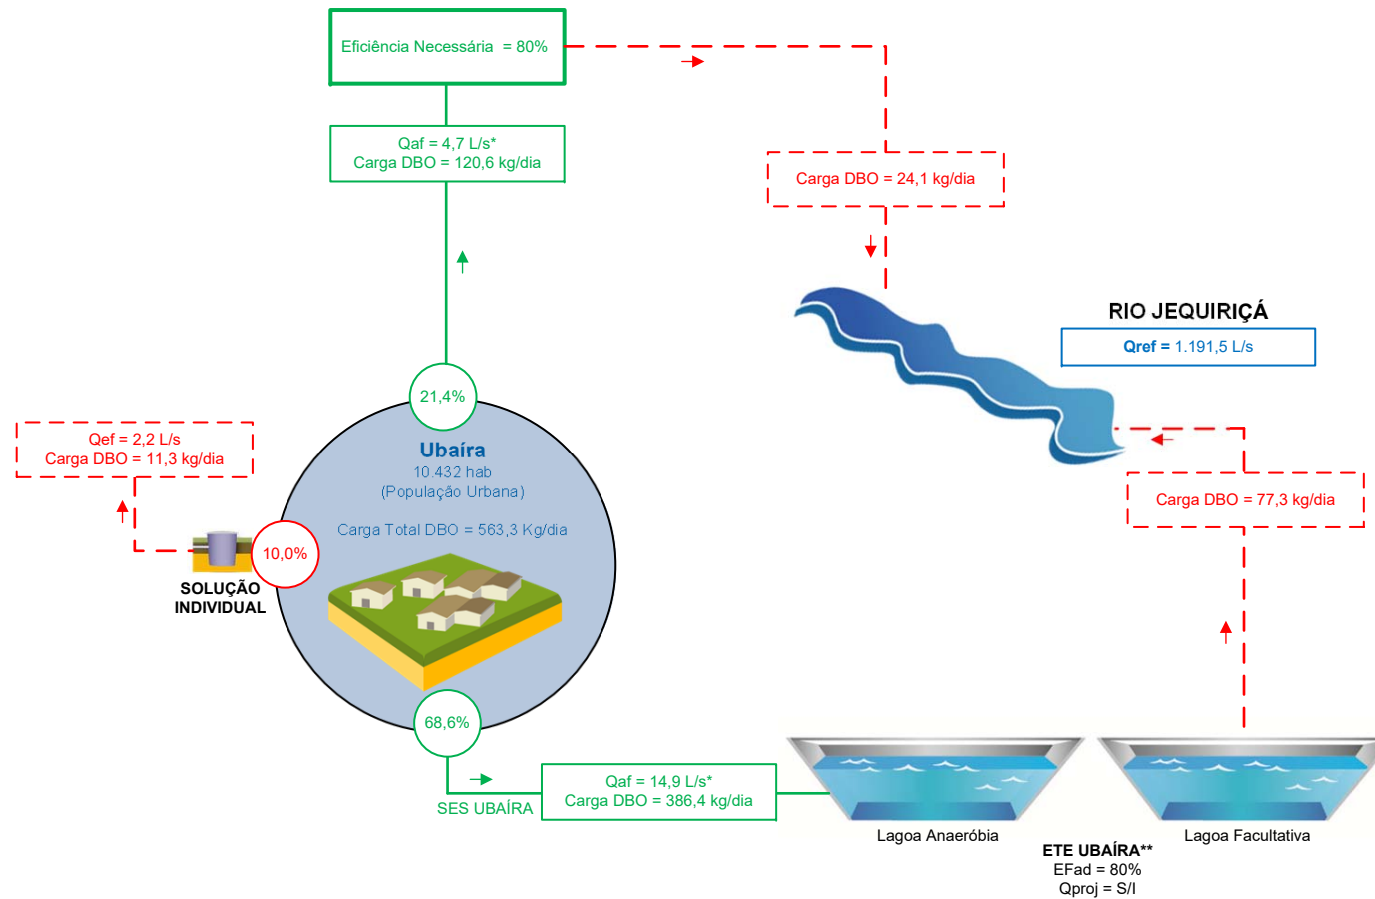 Eficiência Necessária = 80%
Qaf = 4,7 L/s*
Carga DBO = 120,6 kg/dia
Carga DBO = 24,1 kg/dia
RIO JEQUIRIÇÁ
Qref = 1.191,5 L/s
21,4%
Qef = 2,2 L/s
Carga DBO = 11,3 kg/dia
Ubaíra
10.432 hab
(População Urbana)
Carga Total DBO = 563,3 Kg/dia
10,0%
SOLUÇÃO
INDIVIDUAL
Carga DBO = 77,3 kg/dia
68,6%
SES UBAÍRA
Qaf = 14,9 L/s*
Carga DBO = 386,4 kg/dia
Lagoa Anaeróbia
Lagoa Facultativa
ETE UBAÍRA**
EFad = 80%
Qproj = S/I